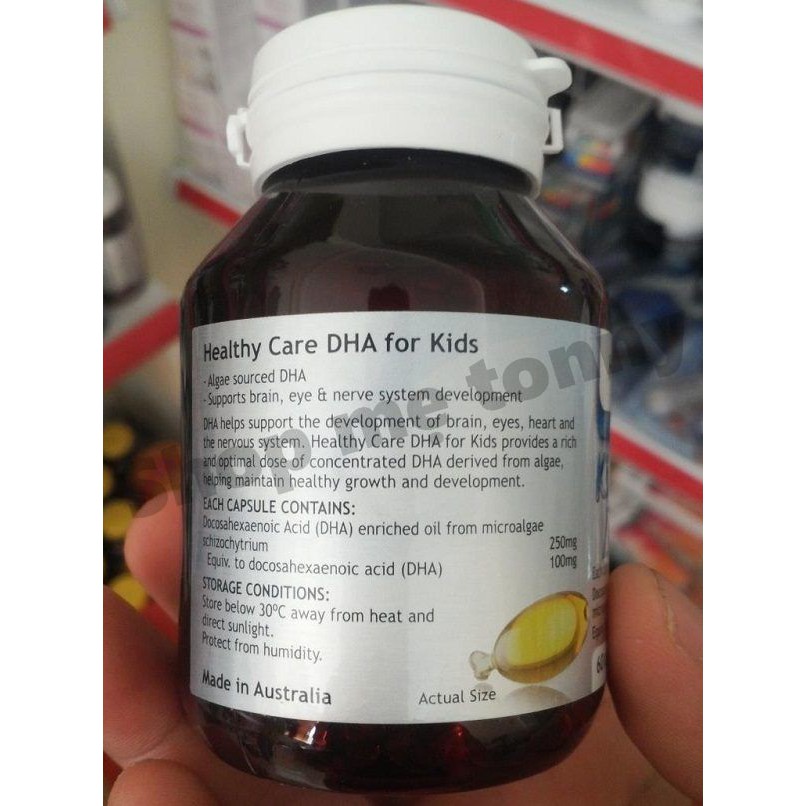 Healthy Care DHA for Kids
- Algae sourced DHA
- Supports brain, eye & nerve system development
DHA helps support the development of brain, eyes, heart and
the nervous system. Healthy Care DHA for Kids provides a rich
and optimal dose of concentrated DHA derived from algae,
helping maintain healthy growth and development.
EACH CAPSULE CONTAINS:
Docosahexaenoic Acid (DHA) enriched oil from microalgae
schizochytrium 250mg
Equiv. to docosahexaenoic acid (DHA) 100mg
STORAGE CONDITIONS:
Store below 30ºC away from heat and
direct sunlight.
Protect from humidity.
Made in Australia
Actual Size
shop mẹ tonny